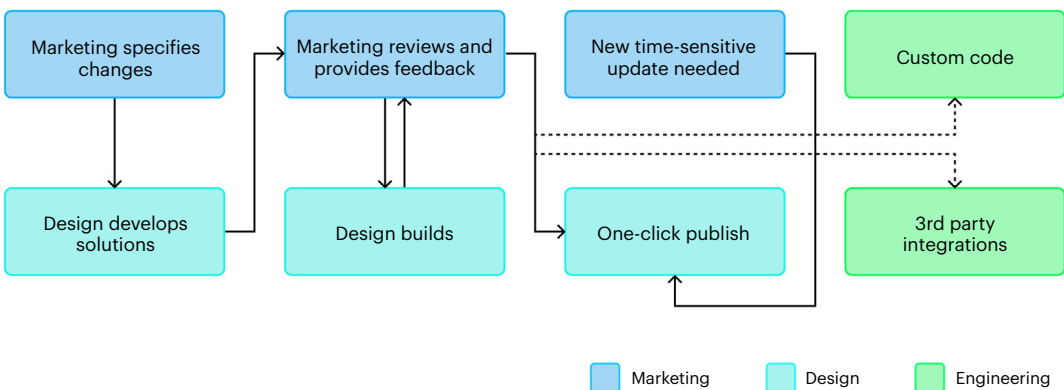 Marketing specifies
changes
Marketing reviews and
provides feedback
New time-sensitive
update needed
Custom code
Design develops
solutions
Design builds
One-click publish
3rd party
integrations
Marketing
Design
Engineering